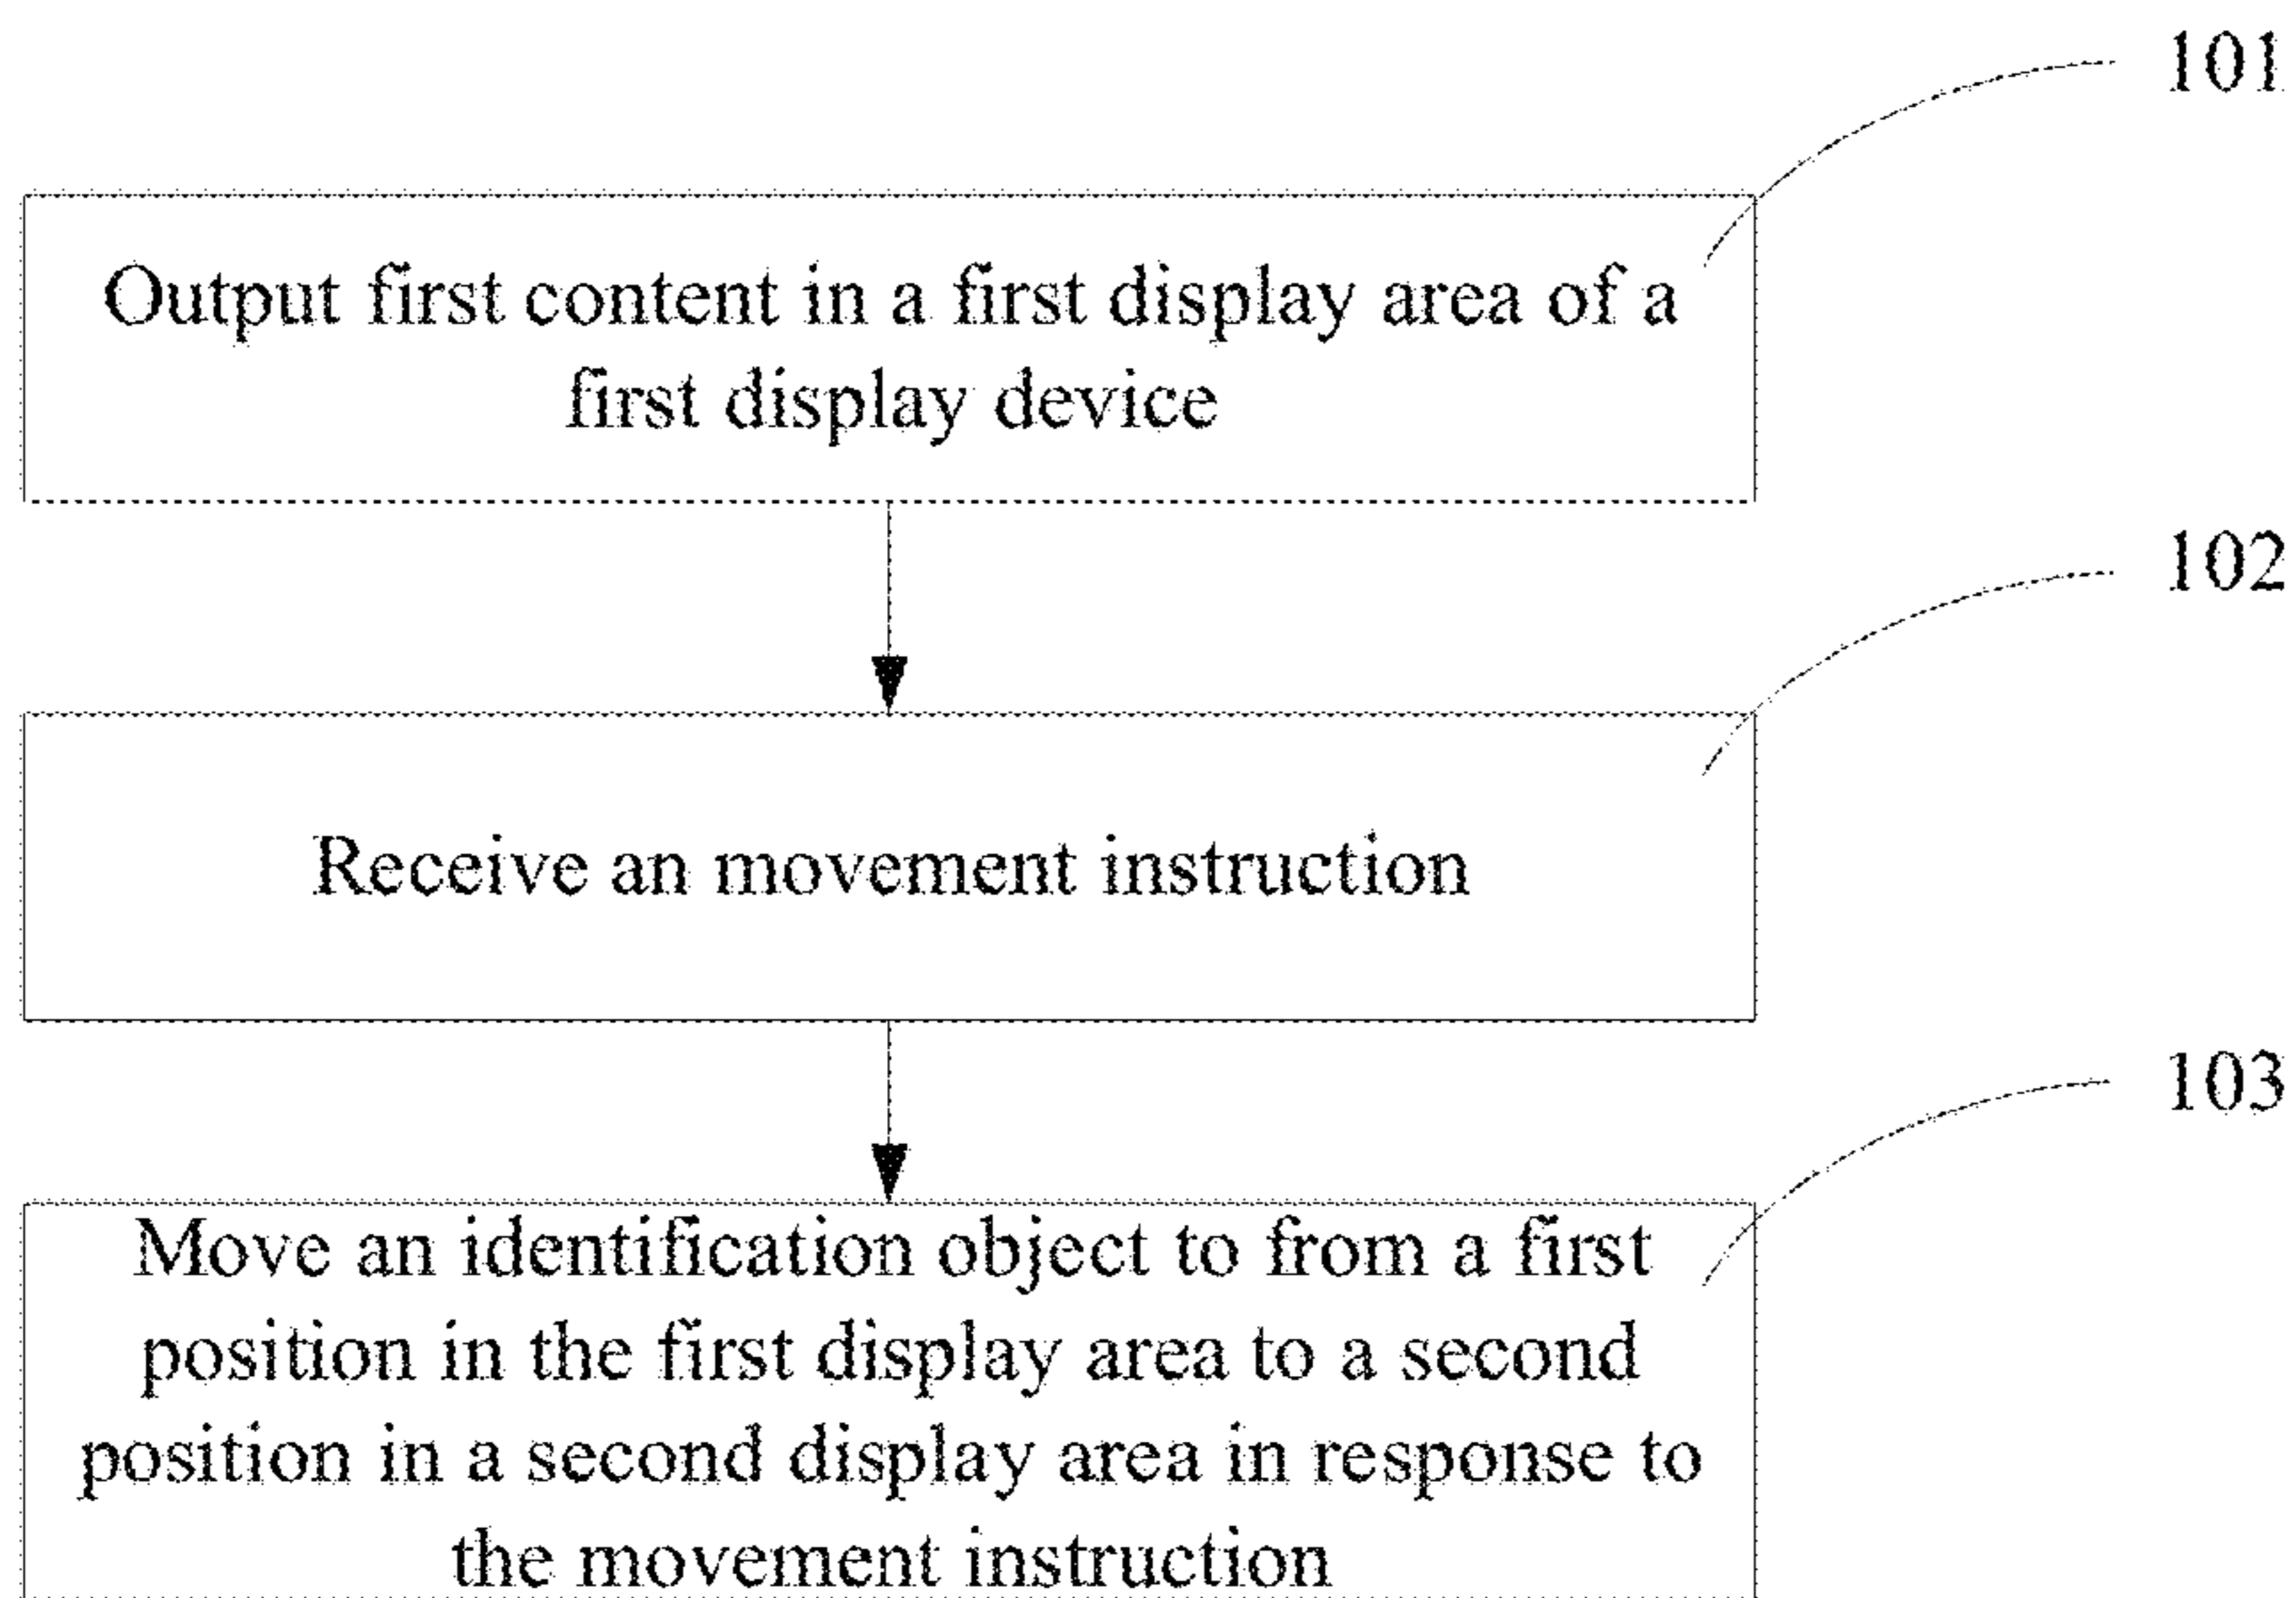 101
Output first content in a first display area of a
first display device
102
Receive an movement instruction
103
Move an identification object to from a first
position in the first display area to a second
position in a second display area in response to
the movement instruction